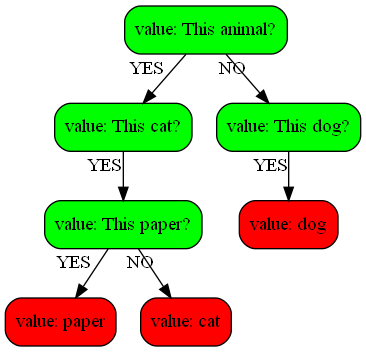 value: This animal?
YES
NO
value: This cat?
value: This dog?
YES
YES
value: This paper?
value: dog
YES
NO
value: paper
value: cat